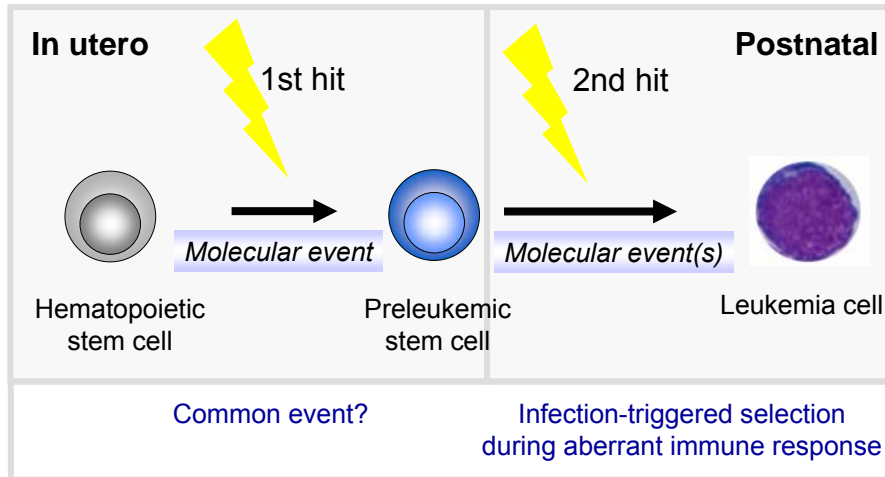 In utero
Postnatal
1st hit
2nd hit
Molecular event
Molecular event(s)
Hematopoietic
stem cell
Preleukemic
stem cell
Leukemia cell
Common event?
Infection-triggered selection
during aberrant immune response